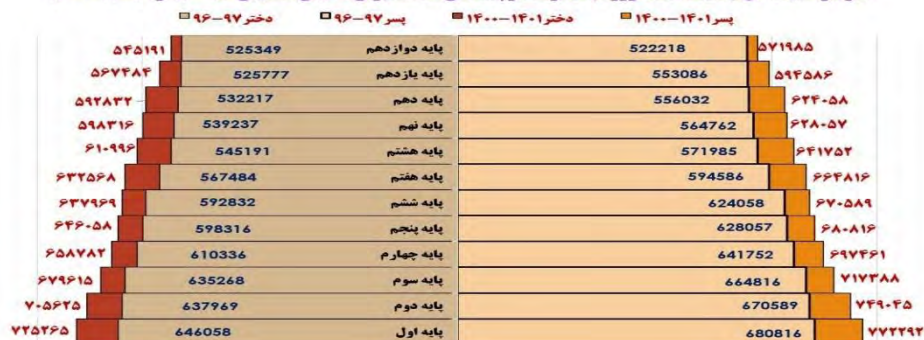 پسر۱۴۰۱-۱۴۰۰ دختر۱۴۰۱-۱۴۰۰ پسر۹۷-۹۶ دختر۹۷-۹۶
۵۴۵۱۹۱ 525349 پایه دوازدهم 522218 ۵۷۱۹۸۵
۵۶۷۴۸۴ 525777 پایه یازدهم 553086 ۵۹۴۵۸۶
۵۹۲۸۳۲ 532217 پایه دهم 556032 ۶۲۴۰۵۸
۵۹۸۳۱۶ 539237 پایه نهم 564762 ۶۲۸۰۵۷
۶۱۰۹۹۶ 545191 پایه هشتم 571985 ۶۴۱۷۵۲
۶۳۲۵۶۸ 567484 پایه هفتم 594586 ۶۶۴۸۱۶
۶۳۷۹۶۹ 592832 پایه ششم 624058 ۶۷۰۵۸۹
۶۴۶۰۵۸ 598316 پایه پنجم 628057 ۶۸۰۸۱۶
۶۵۸۷۸۲ 610336 پایه چهارم 641752 ۶۹۷۴۶۱
۶۷۹۶۱۵ 635268 پایه سوم 664816 ۷۱۷۳۸۸
۷۰۵۶۲۵ 637969 پایه دوم 670589 ۷۴۹۰۴۵
۷۲۵۲۶۵ 646058 پایه اول 680816 ۷۷۲۲۹۲